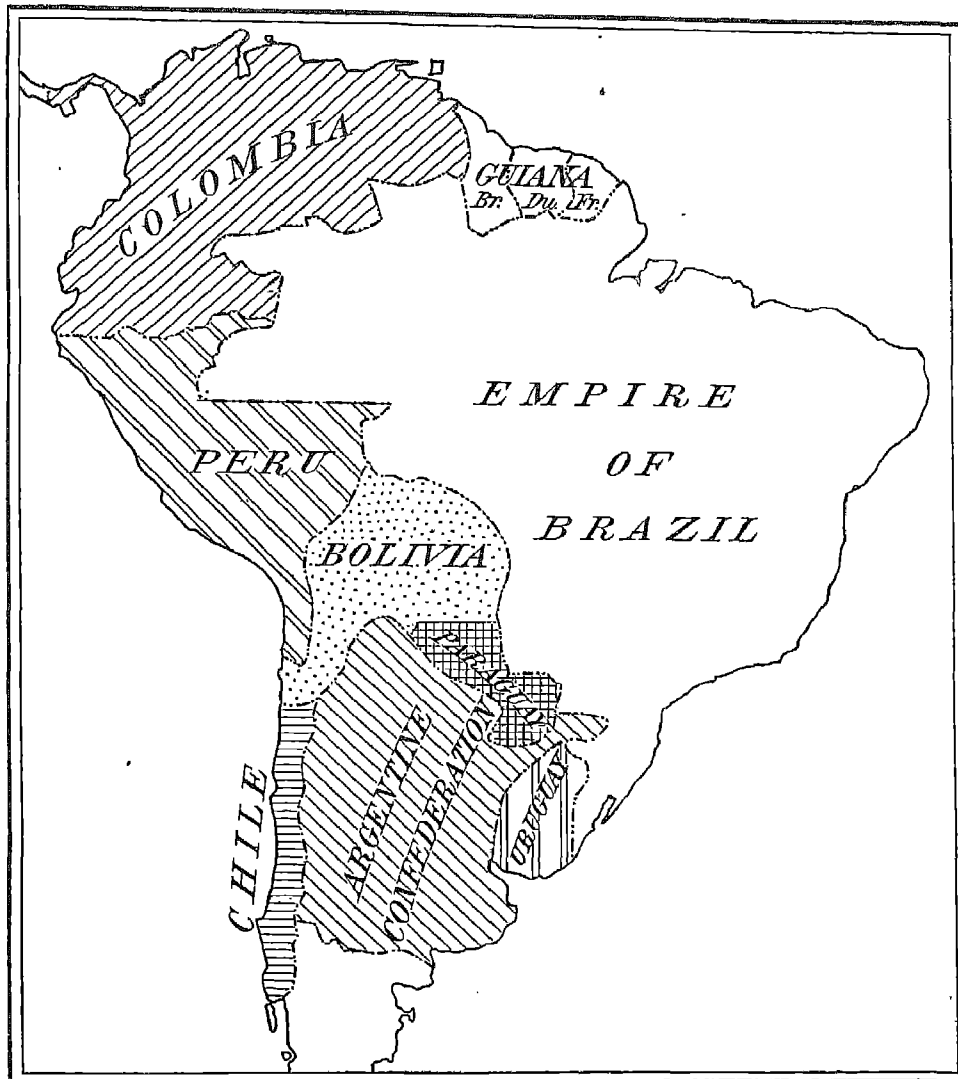 COLOMBIA
GUIANA
Br. Du. Fr.
EMPIRE
OF
BRAZIL
PERU
BOLIVIA
PARAGUAY
ARGENTINE
CONFEDERATION
URUGUAY
CHILE